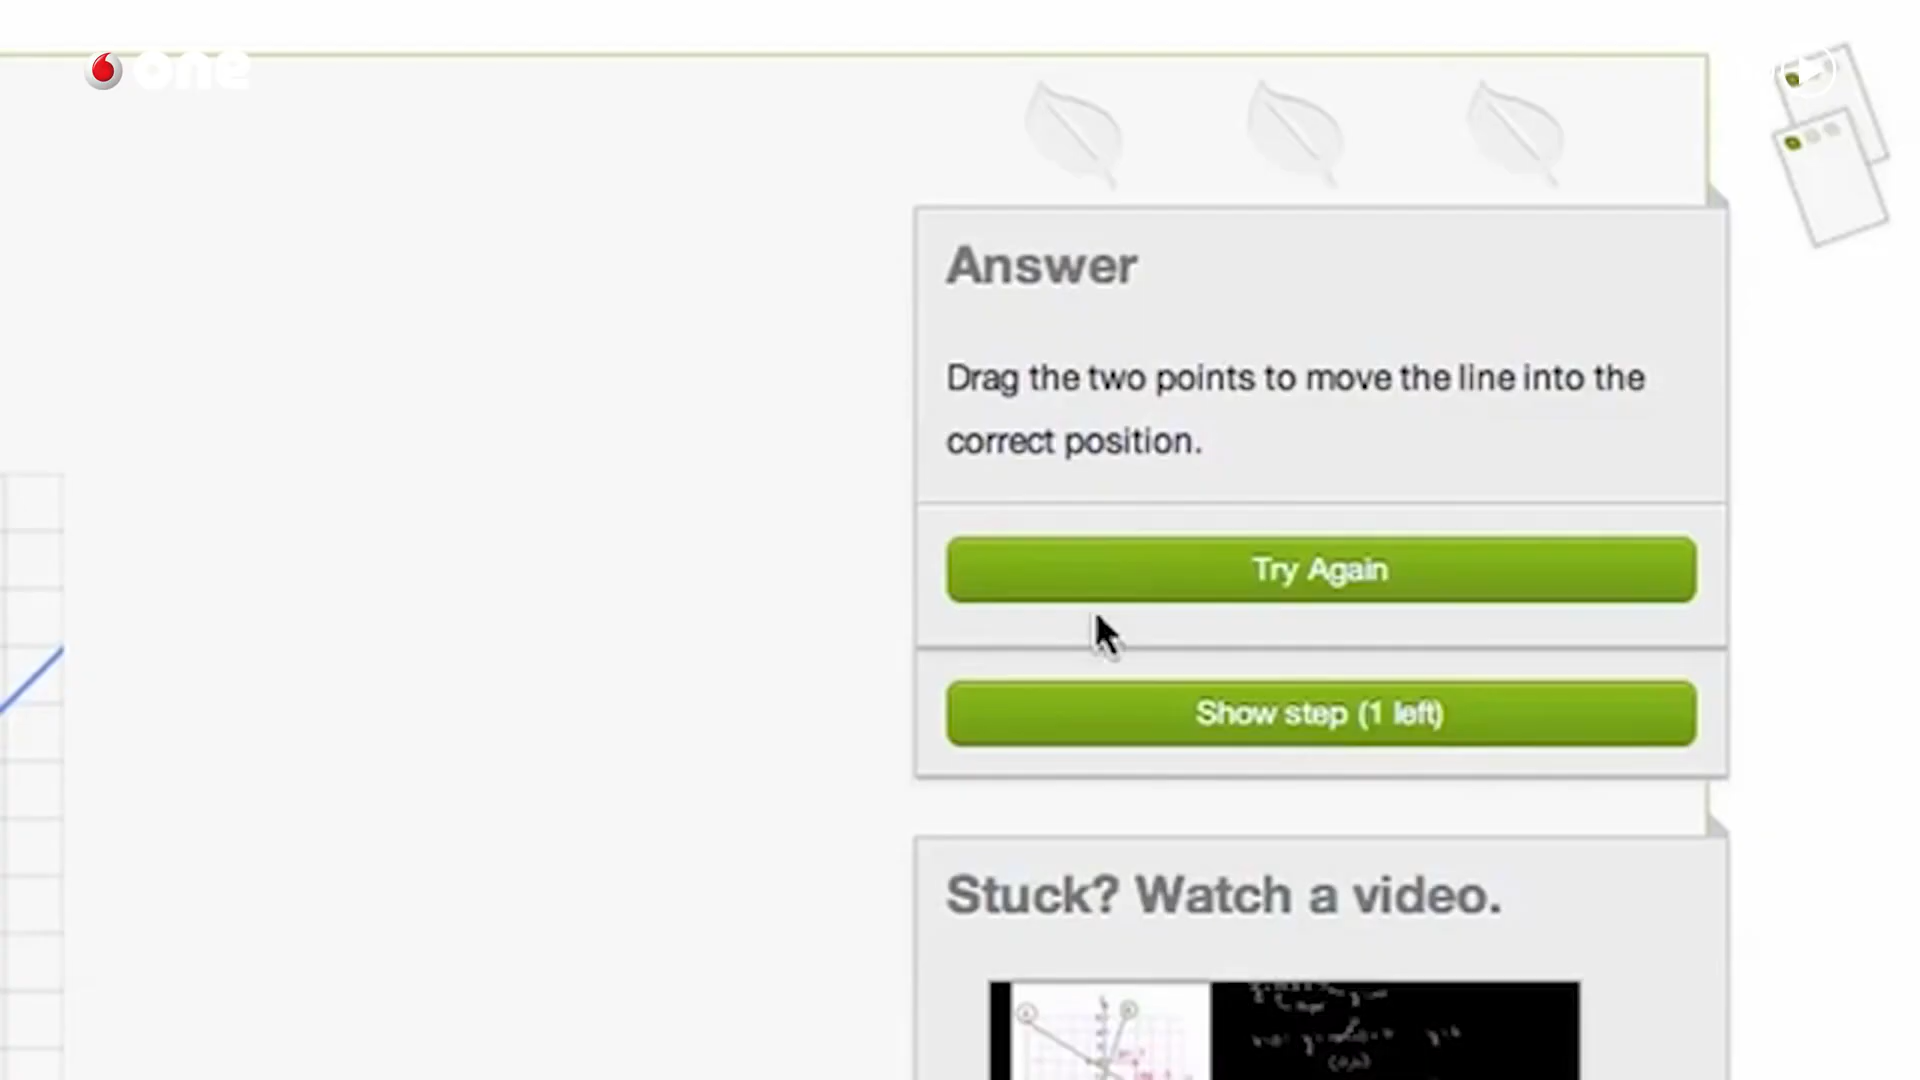 one
Answer
Drag the two points to move the line into the
correct position.
Try Again
Show step (1 left)
Stuck? Watch a video.